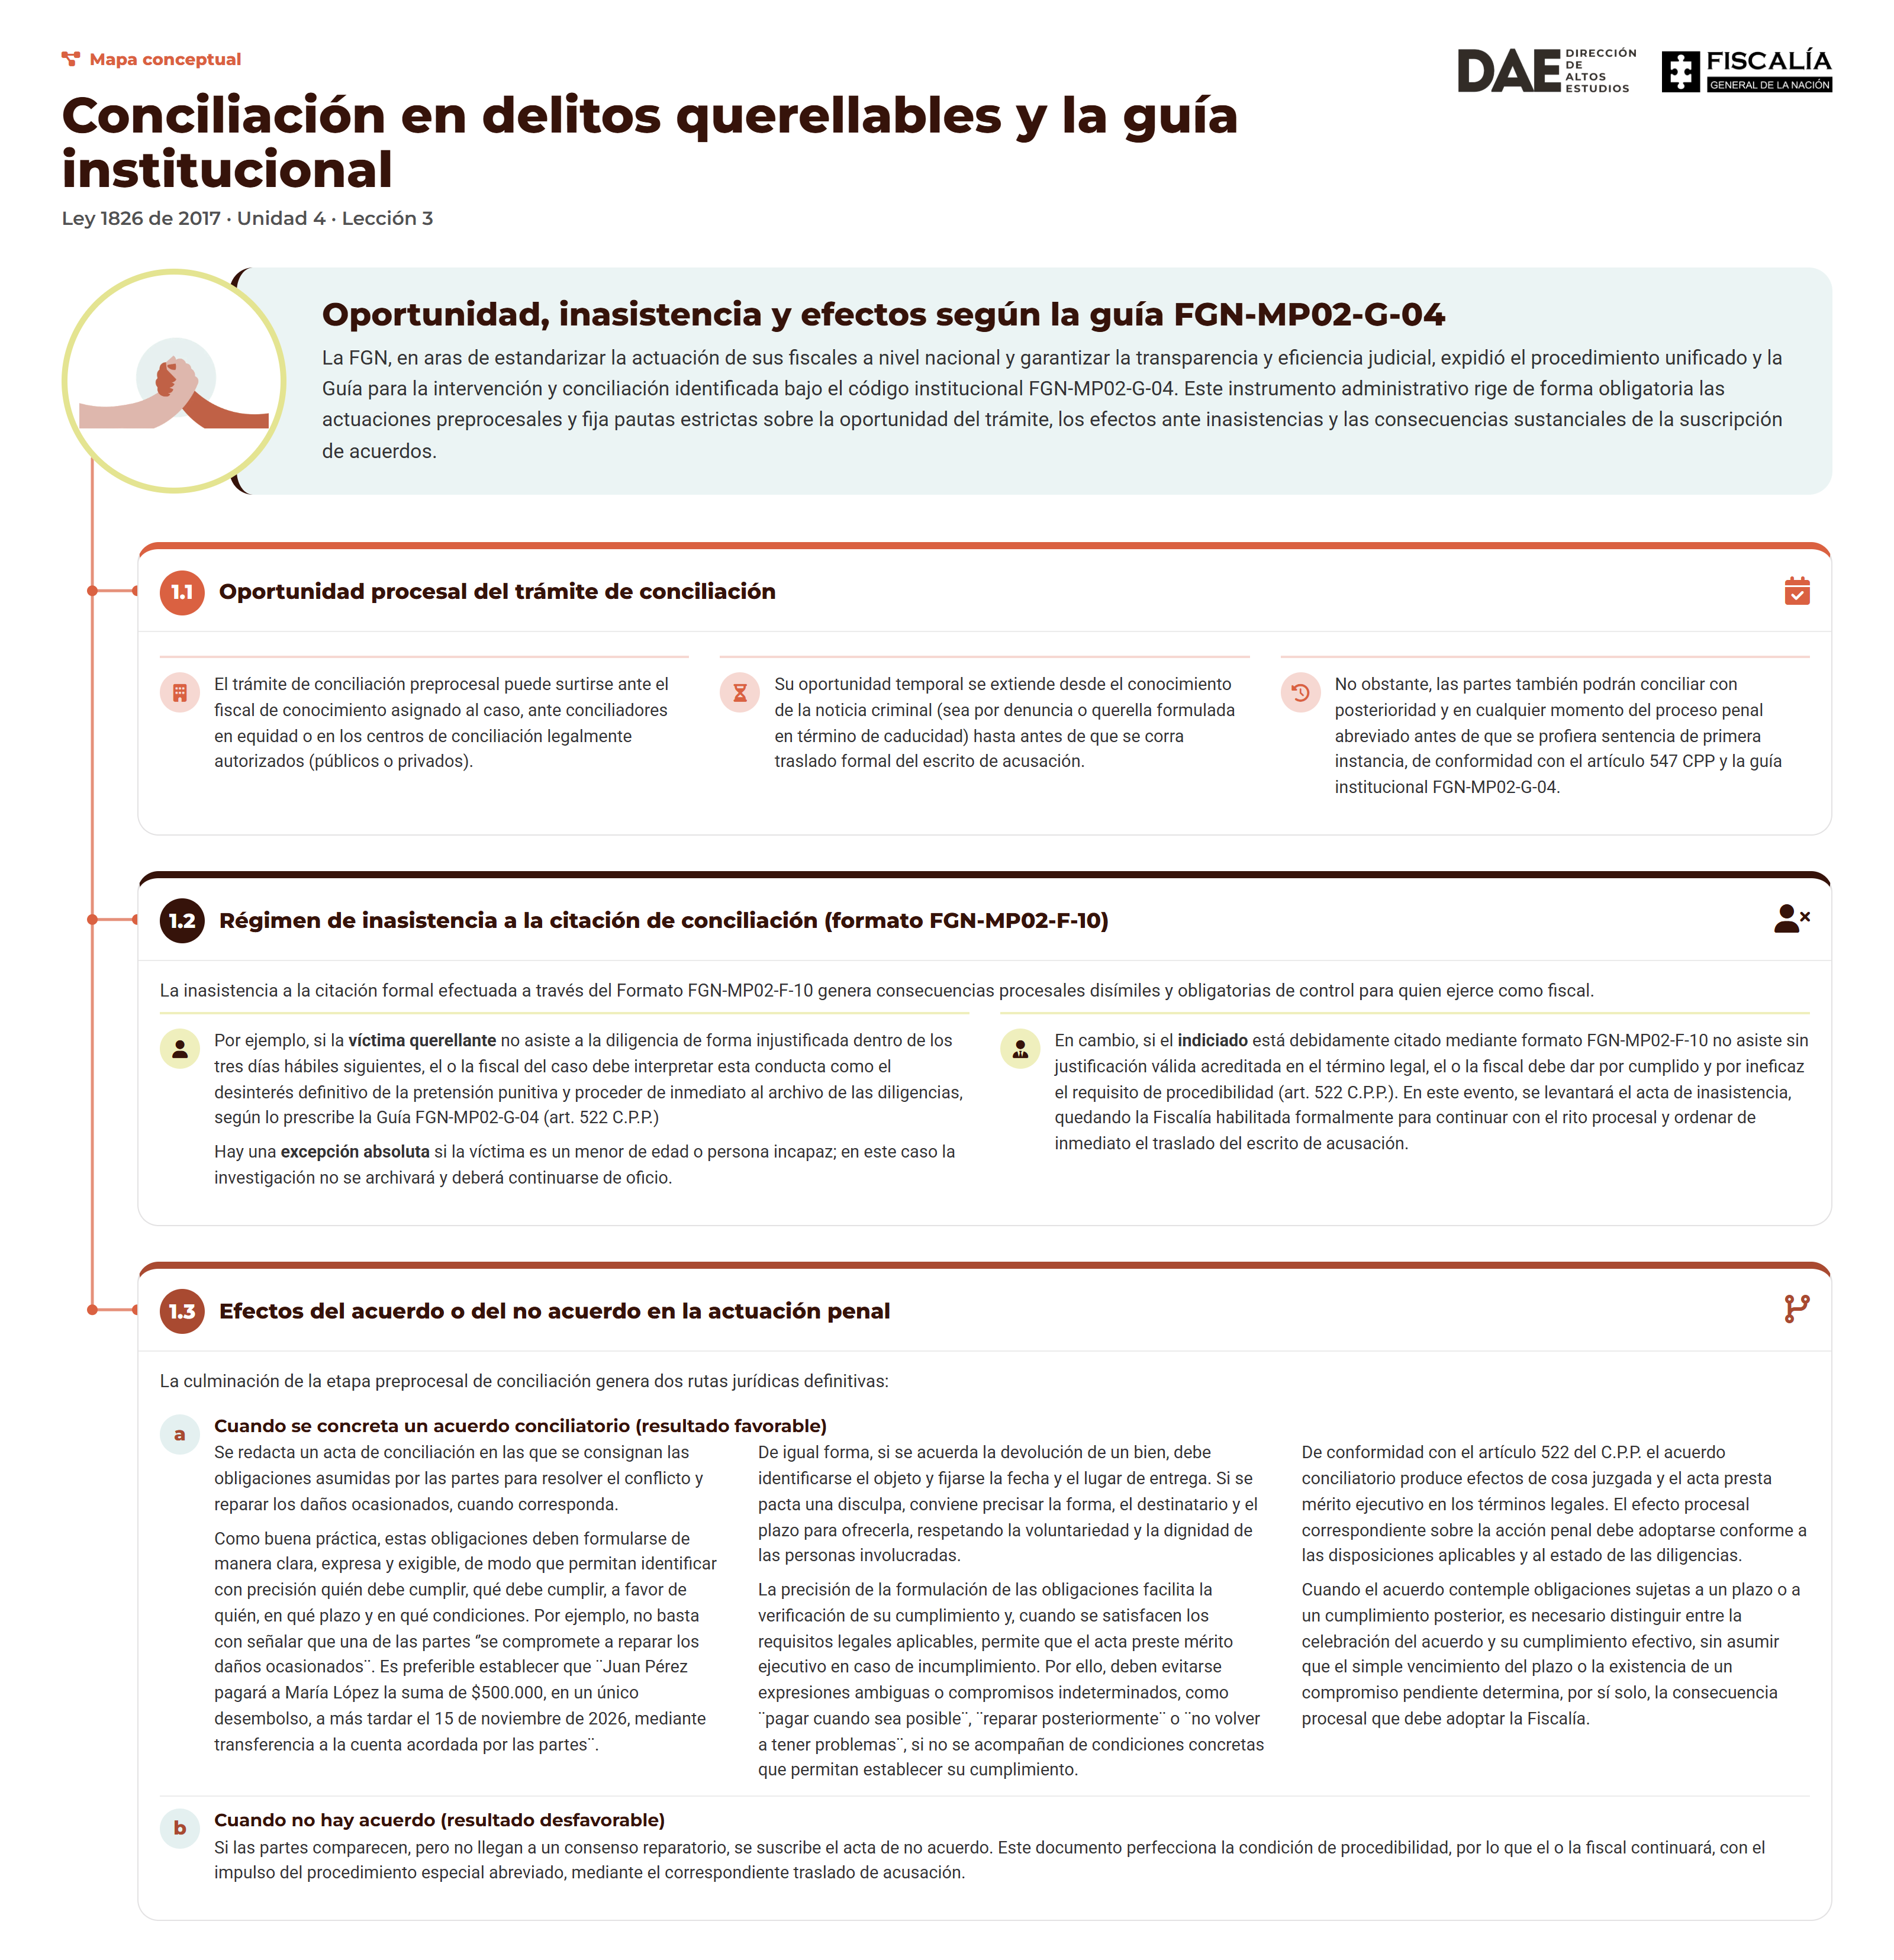 Mapa conceptual
Conciliación en delitos querellables y la guía
institucional
Ley 1826 de 2017 · Unidad 4 · Lección 3
DAE DIRECCIÓN
DE
ALTOS
ESTUDIOS
FISCALÍA
GENERAL DE LA NACIÓN
Oportunidad, inasistencia y efectos según la guía FGN-MP02-G-04
La FGN, en aras de estandarizar la actuación de sus fiscales a nivel nacional y garantizar la transparencia y eficiencia judicial, expidió el procedimiento unificado y la
Guía para la intervención y conciliación identificada bajo el código institucional FGN-MP02-G-04. Este instrumento administrativo rige de forma obligatoria las
actuaciones preprocesales y fija pautas estrictas sobre la oportunidad del trámite, los efectos ante inasistencias y las consecuencias sustanciales de la suscripción
de acuerdos.
1.1 Oportunidad procesal del trámite de conciliación
El trámite de conciliación preprocesal puede surtirse ante el
fiscal de conocimiento asignado al caso, ante conciliadores
en equidad o en los centros de conciliación legalmente
autorizados (públicos o privados).
Su oportunidad temporal se extiende desde el conocimiento
de la noticia criminal (sea por denuncia o querella formulada
en término de caducidad) hasta antes de que se corra
traslado formal del escrito de acusación.
No obstante, las partes también podrán conciliar con
posterioridad y en cualquier momento del proceso penal
abreviado antes de que se profiera sentencia de primera
instancia, de conformidad con el artículo 547 CPP y la guía
institucional FGN-MP02-G-04.
1.2 Régimen de inasistencia a la citación de conciliación (formato FGN-MP02-F-10)
La inasistencia a la citación formal efectuada a través del Formato FGN-MP02-F-10 genera consecuencias procesales disímiles y obligatorias de control para quien ejerce como fiscal.
Por ejemplo, si la víctima querellante no asiste a la diligencia de forma injustificada dentro de los
tres días hábiles siguientes, el o la fiscal del caso debe interpretar esta conducta como el
desinterés definitivo de la pretensión punitiva y proceder de inmediato al archivo de las diligencias,
según lo prescribe la Guía FGN-MP02-G-04 (art. 522 C.P.P.)
Hay una excepción absoluta si la víctima es un menor de edad o persona incapaz; en este caso la
investigación no se archivará y deberá continuarse de oficio.
En cambio, si el indiciado está debidamente citado mediante formato FGN-MP02-F-10 no asiste sin
justificación válida acreditada en el término legal, el o la fiscal debe dar por cumplido y por ineficaz
el requisito de procedibilidad (art. 522 C.P.P.). En este evento, se levantará el acta de inasistencia,
quedando la Fiscalía habilitada formalmente para continuar con el rito procesal y ordenar de
inmediato el traslado del escrito de acusación.
1.3 Efectos del acuerdo o del no acuerdo en la actuación penal
La culminación de la etapa preprocesal de conciliación genera dos rutas jurídicas definitivas:
a Cuando se concreta un acuerdo conciliatorio (resultado favorable)
Se redacta un acta de conciliación en las que se consignan las
obligaciones asumidas por las partes para resolver el conflicto y
reparar los daños ocasionados, cuando corresponda.
Como buena práctica, estas obligaciones deben formularse de
manera clara, expresa y exigible, de modo que permitan identificar
con precisión quién debe cumplir, qué debe cumplir, a favor de
quién, en qué plazo y en qué condiciones. Por ejemplo, no basta
con señalar que una de las partes “se compromete a reparar los
daños ocasionados¨. Es preferible establecer que ¨Juan Pérez
pagará a María López la suma de $500.000, en un único
desembolso, a más tardar el 15 de noviembre de 2026, mediante
transferencia a la cuenta acordada por las partes¨.
De igual forma, si se acuerda la devolución de un bien, debe
identificarse el objeto y fijarse la fecha y el lugar de entrega. Si se
pacta una disculpa, conviene precisar la forma, el destinatario y el
plazo para ofrecerla, respetando la voluntariedad y la dignidad de
las personas involucradas.
La precisión de la formulación de las obligaciones facilita la
verificación de su cumplimiento y, cuando se satisfacen los
requisitos legales aplicables, permite que el acta preste mérito
ejecutivo en caso de incumplimiento. Por ello, deben evitarse
expresiones ambiguas o compromisos indeterminados, como
¨pagar cuando sea posible¨, ¨reparar posteriormente¨ o ¨no volver
a tener problemas¨, si no se acompañan de condiciones concretas
que permitan establecer su cumplimiento.
De conformidad con el artículo 522 del C.P.P. el acuerdo
conciliatorio produce efectos de cosa juzgada y el acta presta
mérito ejecutivo en los términos legales. El efecto procesal
correspondiente sobre la acción penal debe adoptarse conforme a
las disposiciones aplicables y al estado de las diligencias.
Cuando el acuerdo contemple obligaciones sujetas a un plazo o a
un cumplimiento posterior, es necesario distinguir entre la
celebración del acuerdo y su cumplimiento efectivo, sin asumir
que el simple vencimiento del plazo o la existencia de un
compromiso pendiente determina, por sí solo, la consecuencia
procesal que debe adoptar la Fiscalía.
b Cuando no hay acuerdo (resultado desfavorable)
Si las partes comparecen, pero no llegan a un consenso reparatorio, se suscribe el acta de no acuerdo. Este documento perfecciona la condición de procedibilidad, por lo que el o la fiscal continuará, con el
impulso del procedimiento especial abreviado, mediante el correspondiente traslado de acusación.